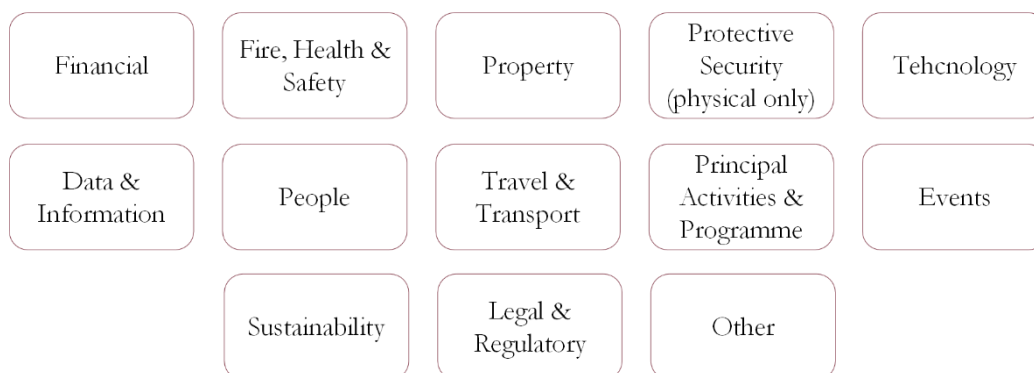 Financial
Fire, Health &
Safety
Property
Protective
Security
(physical only)
Tehcnology
Data &
Information
People
Travel &
Transport
Principal
Activities &
Programme
Events
Sustainability
Legal &
Regulatory
Other